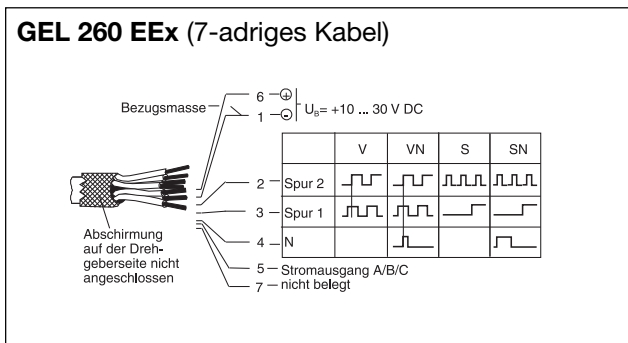 GEL 260 EEx (7-adriges Kabel)
Bezugsmasse
6 +
1 -
U_B= +10 ... 30 V DC
V VN S SN
2 Spur 2
3 Spur 1
4 N
5 Stromausgang A/B/C
7 nicht belegt
Abschirmung
auf der Dreh-
geberseite nicht
angeschlossen